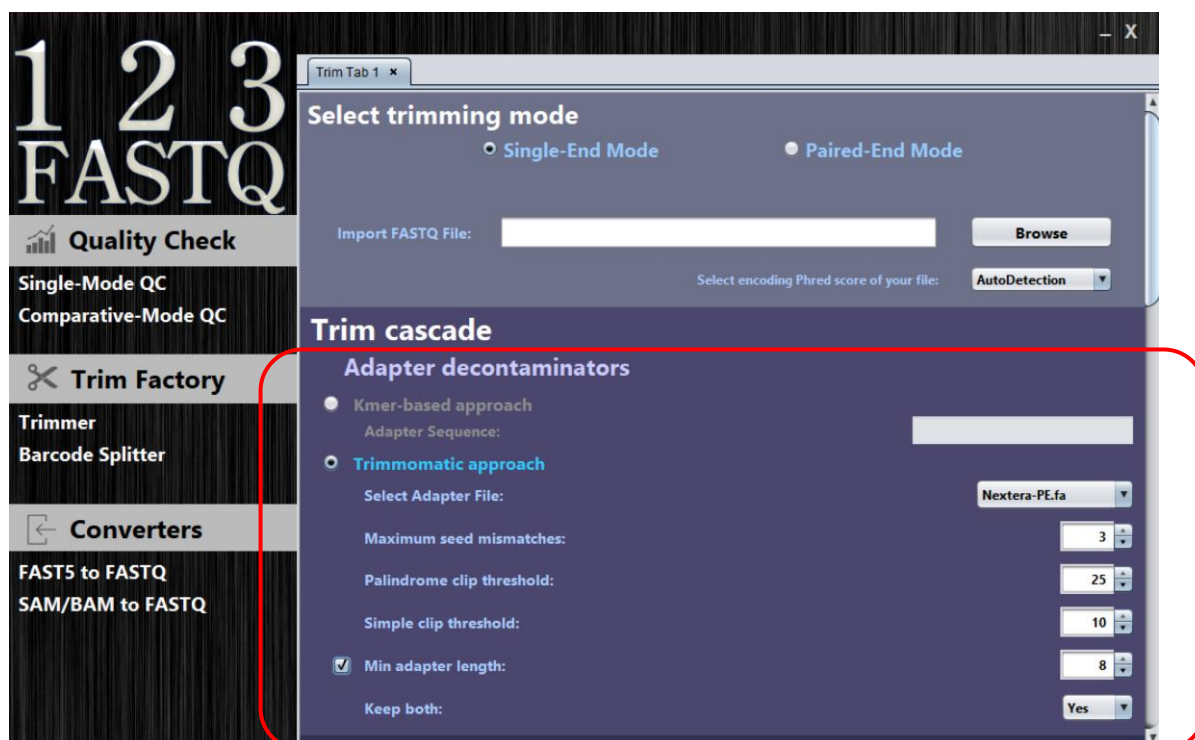 1 2 3
FASTQ
Quality Check
Single-Mode QC
Comparative-Mode QC
Trim Factory
Trimmer
Barcode Splitter
Converters
FAST5 to FASTQ
SAM/BAM to FASTQ
– X
Trim Tab 1 ×
Select trimming mode
Single-End Mode Paired-End Mode
Import FASTQ File: Browse
Select encoding Phred score of your file: AutoDetection
Trim cascade
Adapter decontaminators
Kmer-based approach
Adapter Sequence:
Trimmomatic approach
Select Adapter File: Nextera-PE.fa
Maximum seed mismatches: 3
Palindrome clip threshold: 25
Simple clip threshold: 10
Min adapter length: 8
Keep both: Yes